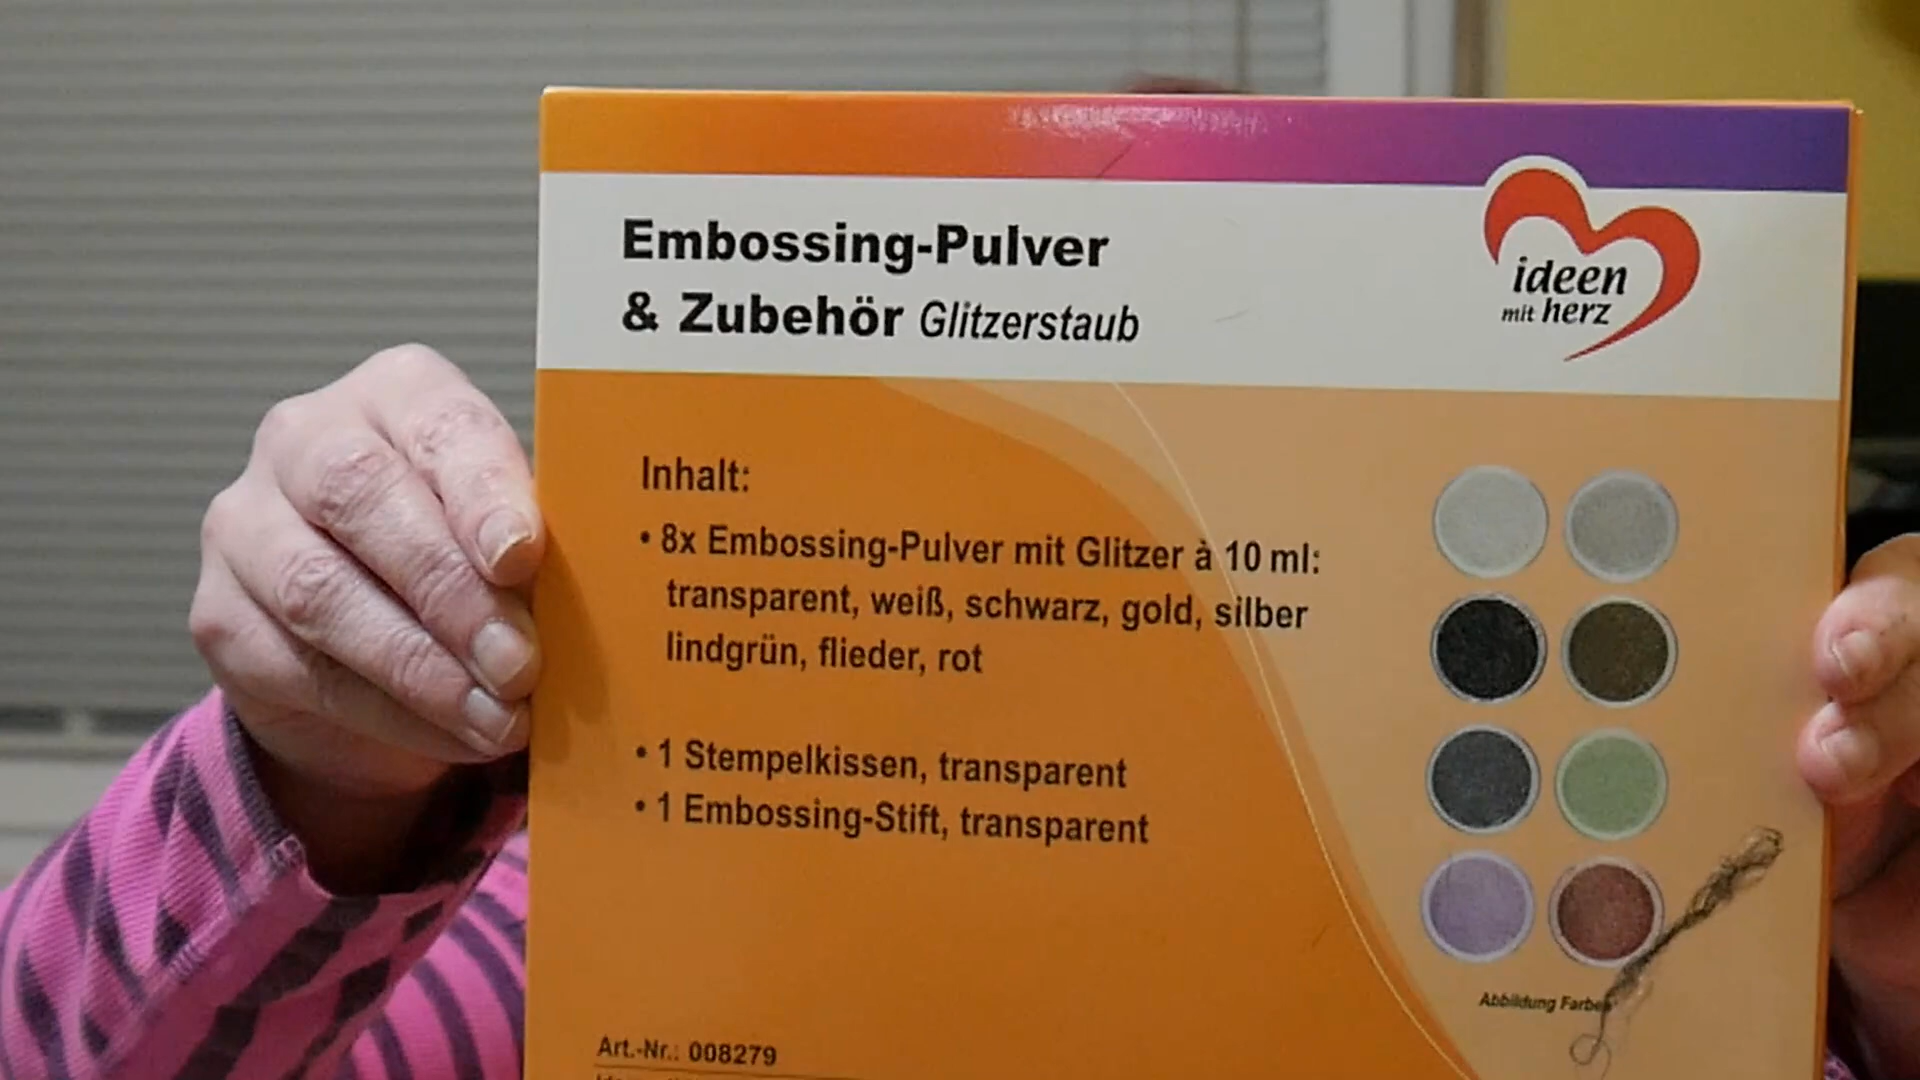 Embossing-Pulver
& Zubehör Glitzerstaub
ideen
mit herz
Inhalt:
• 8x Embossing-Pulver mit Glitzer à 10 ml:
transparent, weiß, schwarz, gold, silber
lindgrün, flieder, rot
• 1 Stempelkissen, transparent
• 1 Embossing-Stift, transparent
Abbildung Farben
Art.-Nr.: 008279